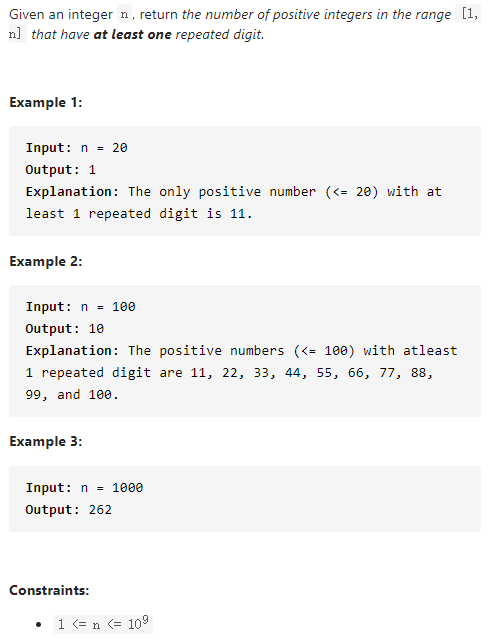 Given an integer n, return the number of positive integers in the range [1,
n] that have at least one repeated digit.
Example 1:
Input: n = 20
Output: 1
Explanation: The only positive number (<= 20) with at
least 1 repeated digit is 11.
Example 2:
Input: n = 100
Output: 10
Explanation: The positive numbers (<= 100) with atleast
1 repeated digit are 11, 22, 33, 44, 55, 66, 77, 88,
99, and 100.
Example 3:
Input: n = 1000
Output: 262
Constraints:
• 1 <= n <= 10⁹